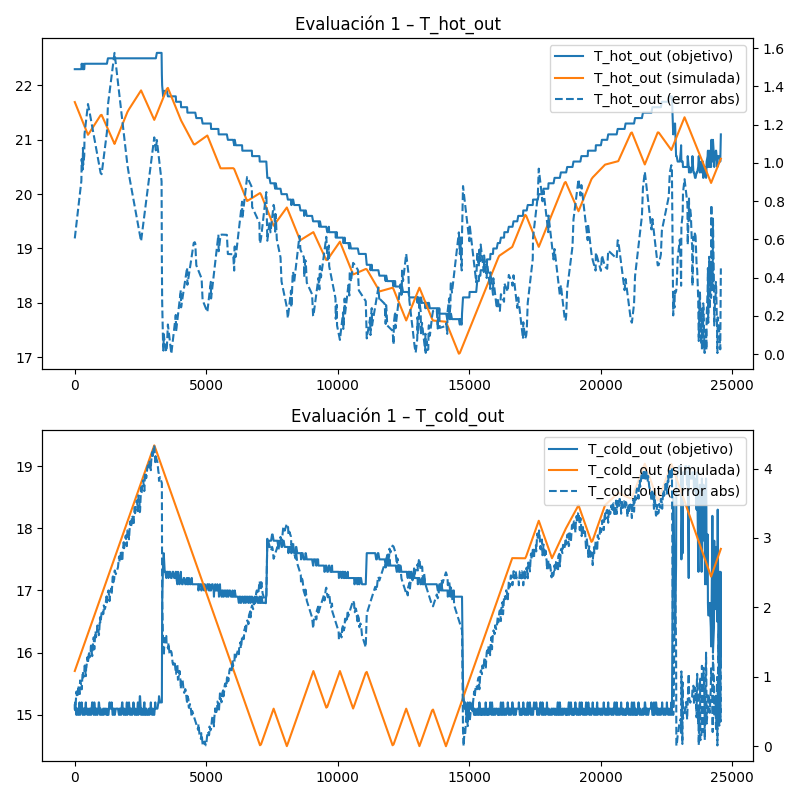 Evaluación 1 – T_hot_out
T_hot_out (objetivo)
T_hot_out (simulada)
T_hot_out (error abs)
22
21
20
19
18
17
1.6
1.4
1.2
1.0
0.8
0.6
0.4
0.2
0.0
0 5000 10000 15000 20000 25000
Evaluación 1 – T_cold_out
T_cold_out (objetivo)
T_cold_out (simulada)
T_cold_out (error abs)
19
18
17
16
15
4
3
2
1
0
0 5000 10000 15000 20000 25000